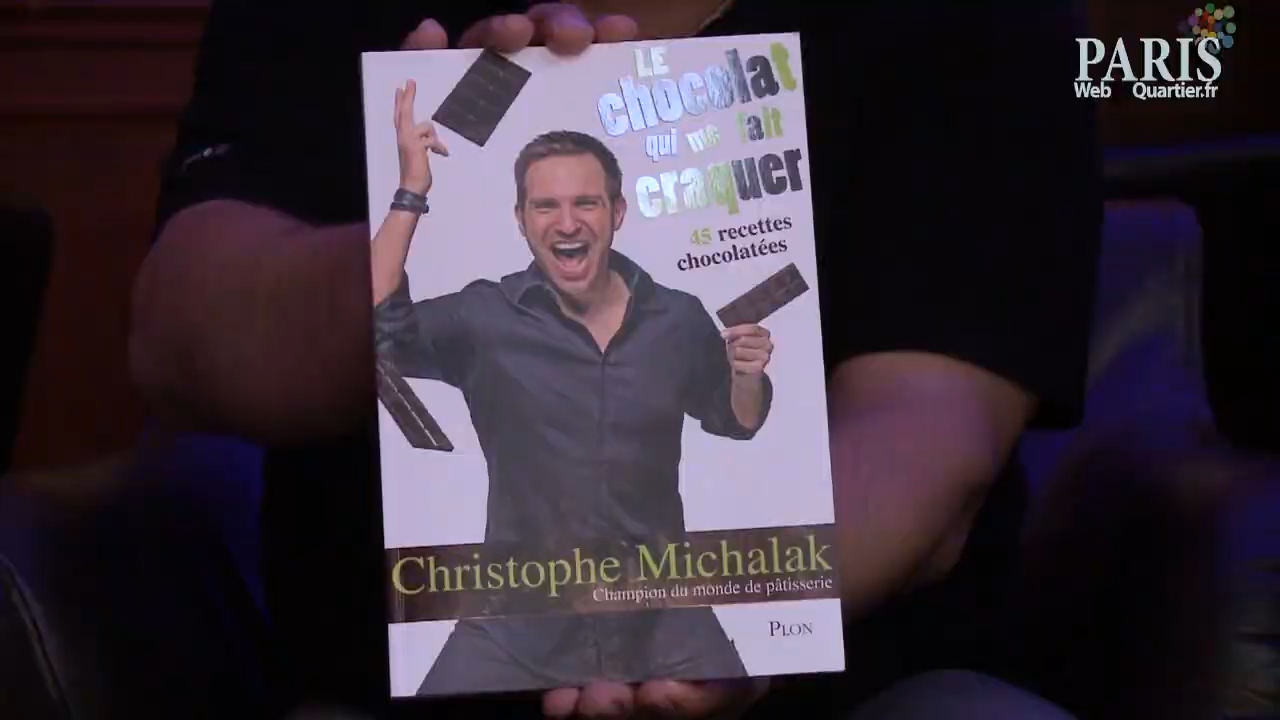 PARIS
Web Quartier.fr
LE
chocolat
qui me fait
craquer
45 recettes
chocolatées
Christophe Michalak
Champion du monde de pâtisserie
PLON